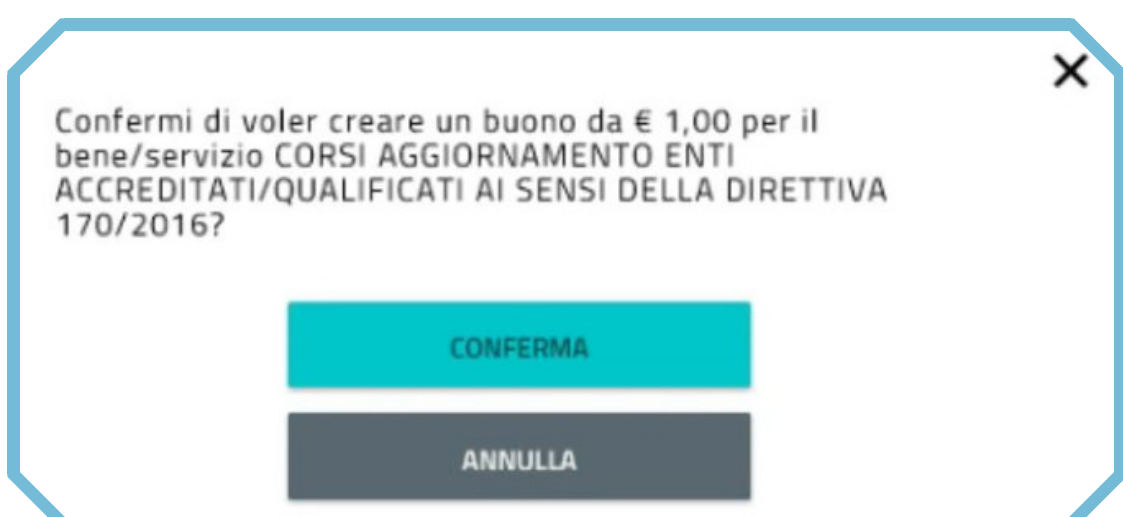 Confermi di voler creare un buono da € 1,00 per il
bene/servizio CORSI AGGIORNAMENTO ENTI
ACCREDITATI/QUALIFICATI AI SENSI DELLA DIRETTIVA
170/2016?
CONFERMA
ANNULLA